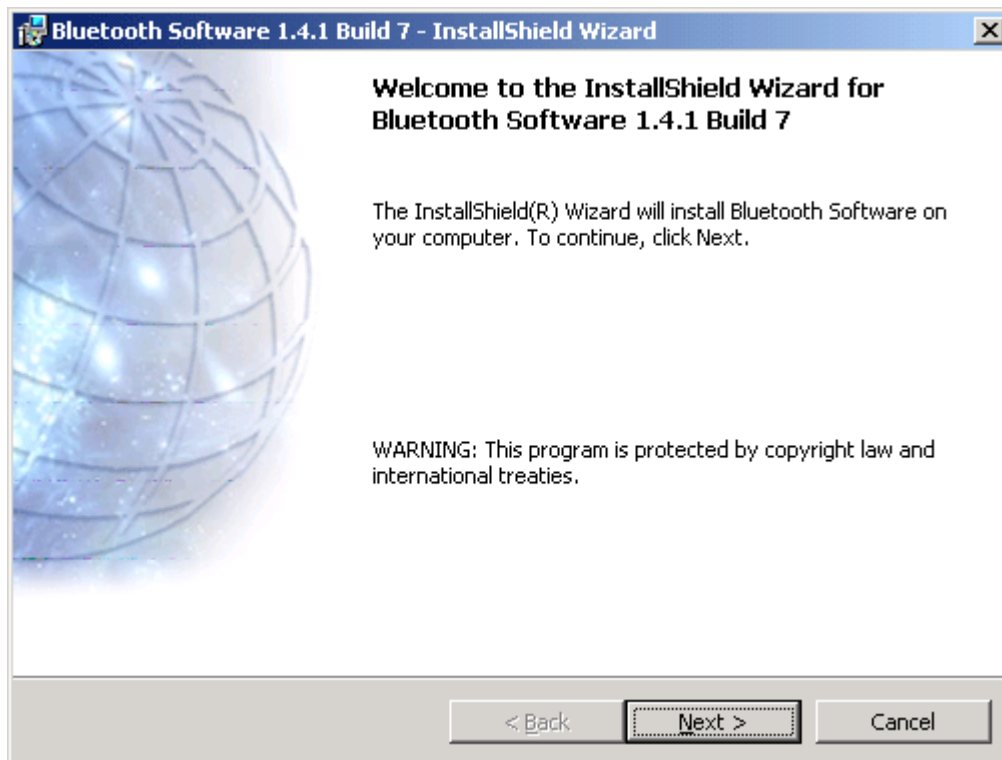 Bluetooth Software 1.4.1 Build 7 - InstallShield Wizard
Welcome to the InstallShield Wizard for
Bluetooth Software 1.4.1 Build 7
The InstallShield(R) Wizard will install Bluetooth Software on
your computer. To continue, click Next.
WARNING: This program is protected by copyright law and
international treaties.
< Back Next > Cancel